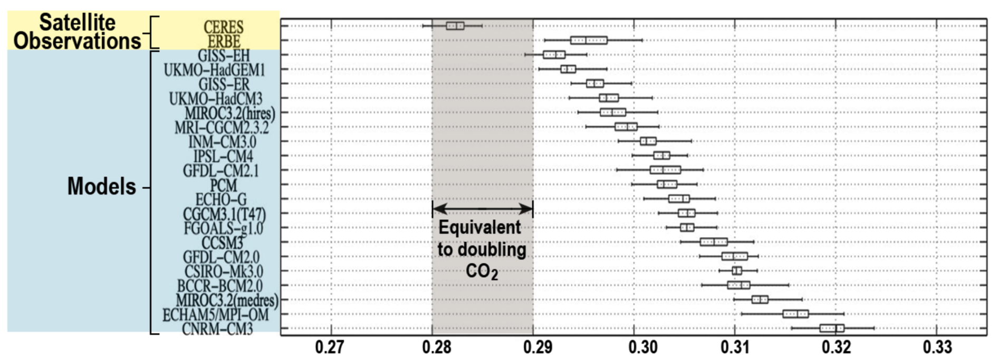 Satellite
Observations
CERES
ERBE
GISS–EH
UKMO–HadGEM1
GISS–ER
UKMO–HadCM3
MIROC3.2(hires)
MRI–CGCM2.3.2
INM–CM3.0
IPSL–CM4
GFDL–CM2.1
Models
PCM
ECHO–G
CGCM3.1(T47)
FGOALS–g1.0
CCSM3
GFDL–CM2.0
CSIRO–Mk3.0
BCCR–BCM2.0
MIROC3.2(medres)
ECHAM5/MPI–OM
CNRM–CM3
Equivalent
to doubling
CO2
0.27 0.28 0.29 0.30 0.31 0.32 0.33